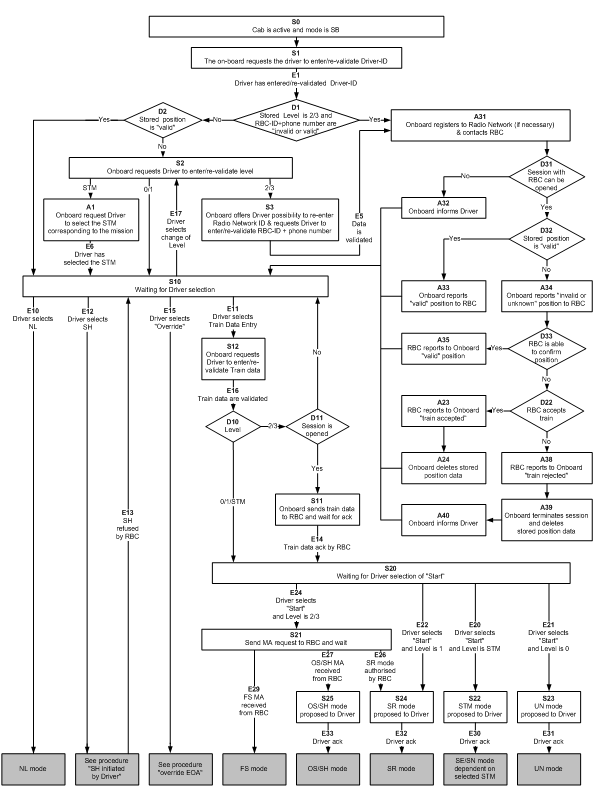 S0
Cab is active and mode is SB
S1
The on-board requests the driver to enter/re-validate Driver-ID
E1
Driver has entered/re-validated Driver-ID
D2
Stored position
is "valid"
D1
Stored Level is 2/3 and
RBC-ID+phone number are
"invalid or valid"
A31
Onboard registers to Radio Network (if necessary)
& contacts RBC
Yes
No
Yes
No
S2
Onboard requests Driver to enter/re-validate level
D31
Session with
RBC can be
opened
No
Yes
STM
0/1
2/3
A1
Onboard request Driver
to select the STM
corresponding to the mission
E17
Driver
selects
change of
Level
S3
Onboard offers Driver possibility to re-enter
Radio Network ID & requests Driver to
enter/re-validate RBC-ID + phone number
E5
Data
is
validated
A32
Onboard informs Driver
D32
Stored position
is "valid"
Yes
No
E6
Driver has
selected the STM
S10
Waiting for Driver selection
A33
Onboard reports
"valid" position to RBC
A34
Onboard reports "invalid or
unknown" position to RBC
E10
Driver selects
NL
E12
Driver selects
SH
E15
Driver selects
"Override"
E11
Driver selects
Train Data Entry
S12
Onboard requests
Driver to enter/re-
validate Train data
No
A35
RBC reports to Onboard
"valid" position
Yes
D33
RBC is able
to confirm
position
No
E16
Train data are validated
D10
Level
2/3
D11
Session is
opened
A23
RBC reports to Onboard
"train accepted"
Yes
D22
RBC accepts
train
No
Yes
A24
Onboard deletes stored
position data
A38
RBC reports to Onboard
"train rejected"
0/1/STM
S11
Onboard sends train data
to RBC and wait for ack
A40
Onboard informs Driver
A39
Onboard terminates session
and deletes
stored position data
E13
SH
refused
by RBC
E14
Train data ack by RBC
S20
Waiting for Driver selection of "Start"
E24
Driver selects
"Start"
and Level is 2/3
E22
Driver selects
"Start"
and Level is 1
E20
Driver selects
"Start"
and Level is STM
E21
Driver selects
"Start"
and Level is 0
S21
Send MA request to RBC and wait
E29
FS MA
received
from RBC
E27
OS/SH MA
received
from RBC
E26
SR mode
authorised
by RBC
S25
OS/SH mode
proposed to Driver
S24
SR mode
proposed to Driver
S22
STM mode
proposed to Driver
S23
UN mode
proposed to Driver
E33
Driver ack
E32
Driver ack
E30
Driver ack
E31
Driver ack
NL mode
See procedure
"SH initiated
by Driver"
See procedure
"override EOA"
FS mode
OS/SH mode
SR mode
SE/SN mode
dependent on
selected STM
UN mode